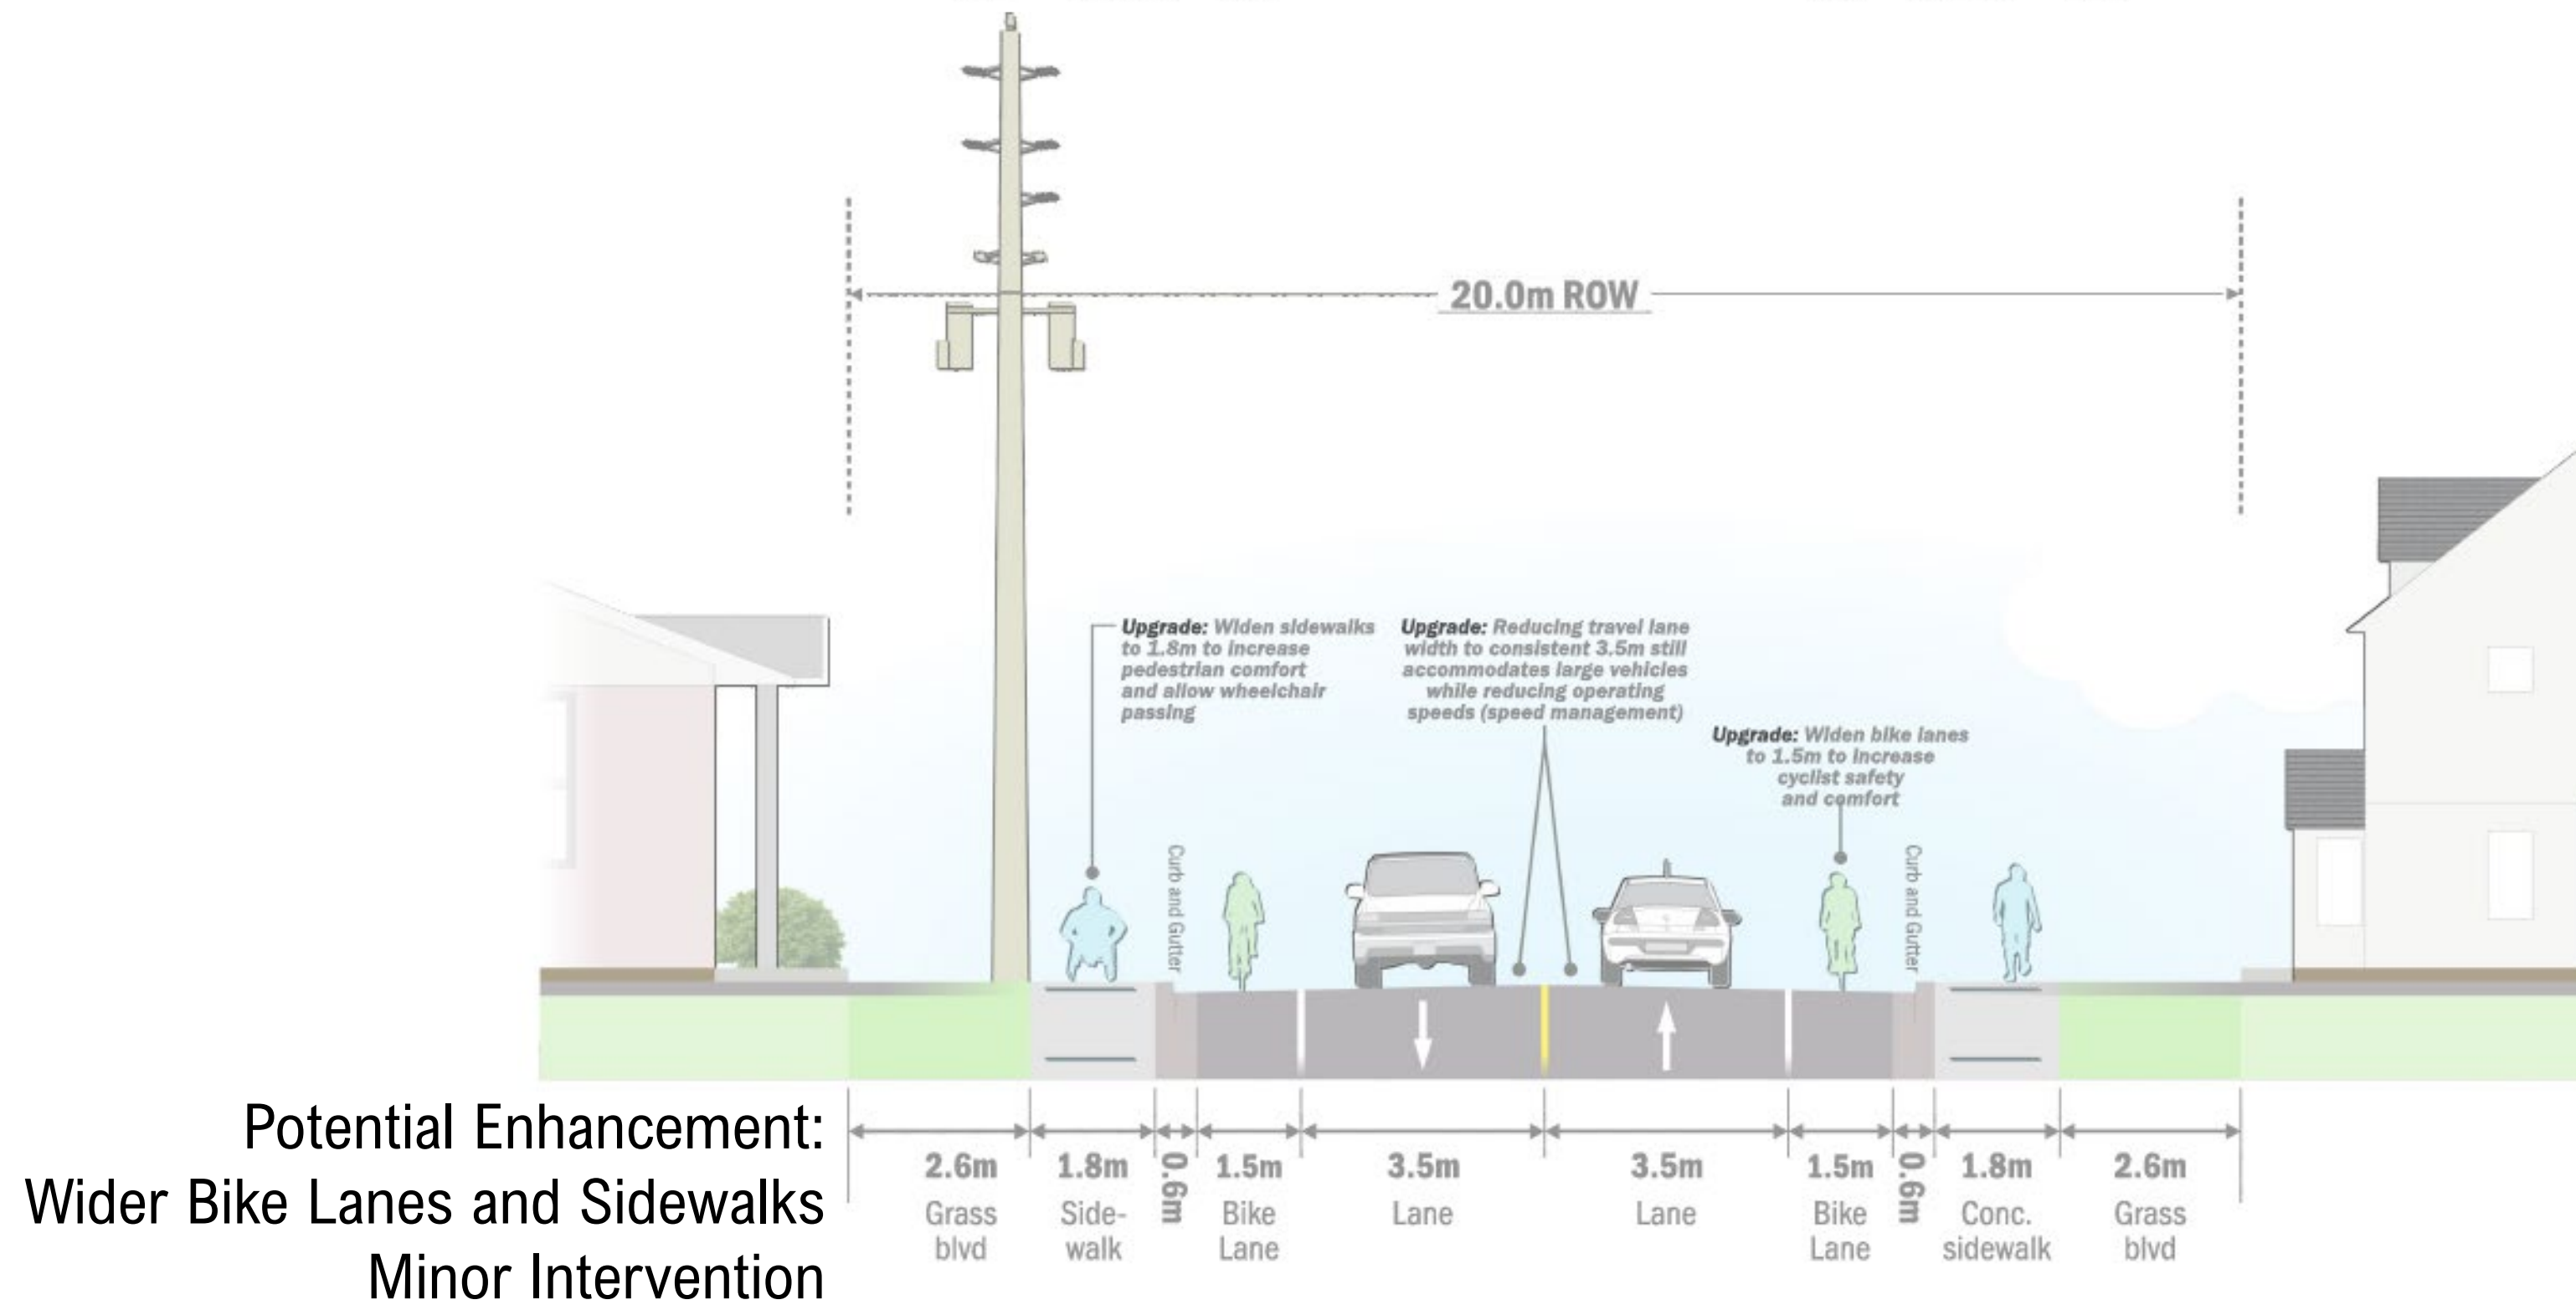 20.0m ROW
Upgrade: Widen sidewalks
to 1.8m to increase
pedestrian comfort
and allow wheelchair
passing
Upgrade: Reducing travel lane
width to consistent 3.5m still
accommodates large vehicles
while reducing operating
speeds (speed management)
Upgrade: Widen bike lanes
to 1.5m to increase
cyclist safety
and comfort
Curb and Gutter
Curb and Gutter
2.6m
Grass
blvd
1.8m
Side-
walk
0.6m
1.5m
Bike
Lane
3.5m
Lane
3.5m
Lane
1.5m
Bike
Lane
0.6m
1.8m
Conc.
sidewalk
2.6m
Grass
blvd
Potential Enhancement:
Wider Bike Lanes and Sidewalks
Minor Intervention